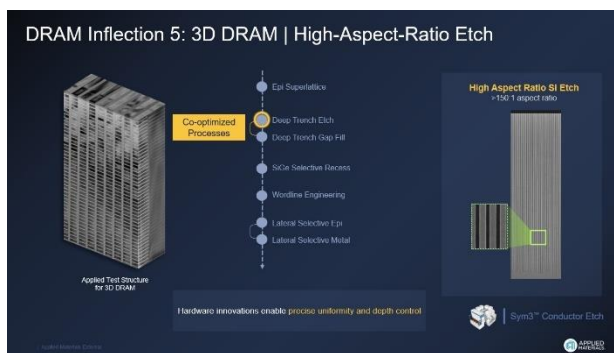 DRAM Inflection 5: 3D DRAM | High-Aspect-Ratio Etch
Co-optimized
Processes
Epi Superlattice
Deep Trench Etch
Deep Trench Gap Fill
SiGe Selective Recess
Wordline Engineering
Lateral Selective Epi
Lateral Selective Metal
Applied Test Structure
for 3D DRAM
High Aspect Ratio Si Etch
>150:1 aspect ratio
Hardware innovations enable precise uniformity and depth control
Sym3™ Conductor Etch
| Applied Materials External
APPLIED
MATERIALS